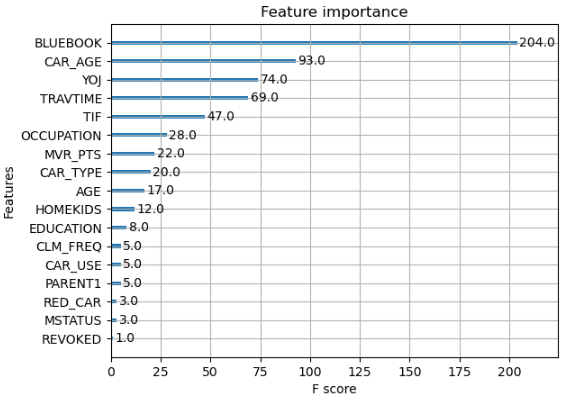 Feature importance
Features
BLUEBOOK 204.0
CAR_AGE 93.0
YOJ 74.0
TRAVTIME 69.0
TIF 47.0
OCCUPATION 28.0
MVR_PTS 22.0
CAR_TYPE 20.0
AGE 17.0
HOMEKIDS 12.0
EDUCATION 8.0
CLM_FREQ 5.0
CAR_USE 5.0
PARENT1 5.0
RED_CAR 3.0
MSTATUS 3.0
REVOKED 1.0
0 25 50 75 100 125 150 175 200
F score